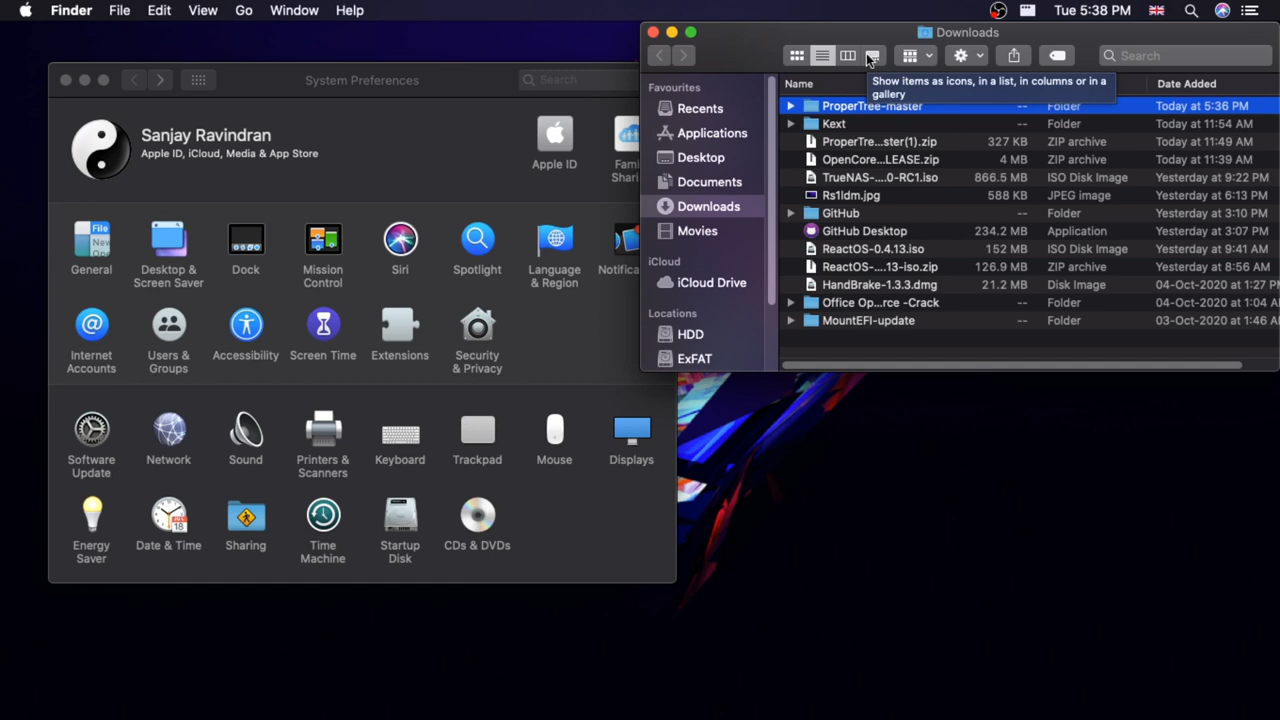 Finder File Edit View Go Window Help Tue 5:38 PM
System Preferences
Search
Sanjay Ravindran
Apple ID, iCloud, Media & App Store
Apple ID
Fami
Shari
General
Desktop &
Screen Saver
Dock
Mission
Control
Siri
Spotlight
Language
& Region
Notifica
Internet
Accounts
Users &
Groups
Accessibility
Screen Time
Extensions
Security
& Privacy
Software
Update
Network
Sound
Printers &
Scanners
Keyboard
Trackpad
Mouse
Displays
Energy
Saver
Date & Time
Sharing
Time
Machine
Startup
Disk
CDs & DVDs
Downloads
Search
Show items as icons, in a list, in columns or in a
gallery
Favourites
Recents
Applications
Desktop
Documents
Downloads
Movies
iCloud
iCloud Drive
Locations
HDD
ExFAT
Name Date Added
ProperTree-master -- Folder Today at 5:36 PM
Kext -- Folder Today at 11:54 AM
ProperTre...ster(1).zip 327 KB ZIP archive Today at 11:49 AM
OpenCore...LEASE.zip 4 MB ZIP archive Today at 11:39 AM
TrueNAS-....0-RC1.iso 866.5 MB ISO Disk Image Yesterday at 9:22 PM
Rs1ldm.jpg 588 KB JPEG image Yesterday at 6:13 PM
GitHub -- Folder Yesterday at 3:10 PM
GitHub Desktop 234.2 MB Application Yesterday at 3:07 PM
ReactOS-0.4.13.iso 152 MB ISO Disk Image Yesterday at 9:41 AM
ReactOS-....13-iso.zip 126.9 MB ZIP archive Yesterday at 8:56 AM
HandBrake-1.3.3.dmg 21.2 MB Disk Image 04-Oct-2020 at 1:27 P
Office Op...rce -Crack -- Folder 04-Oct-2020 at 1:04 A
MountEFI-update -- Folder 03-Oct-2020 at 1:46 A